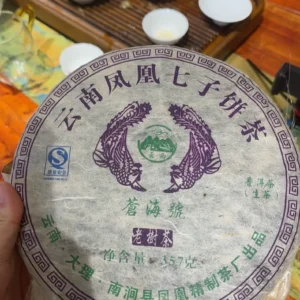 云南凤凰七子饼茶
蒼海號
老樹茶
普洱茶
(生茶)
净含量:357克
云南 大理 南涧县凤凰精制茶厂出品